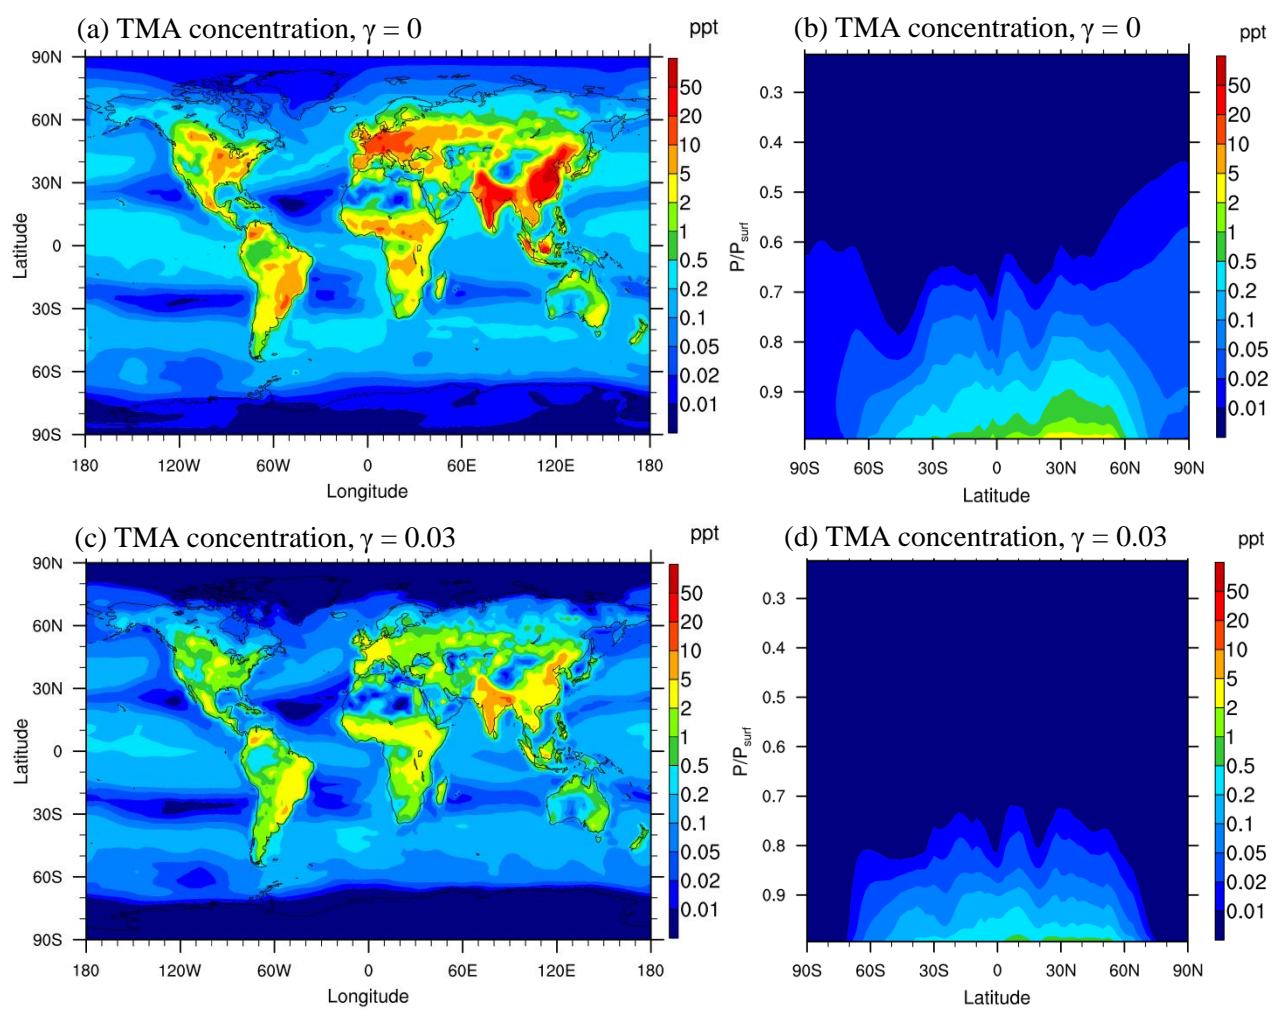 (a) TMA concentration, γ = 0
ppt
90N
60N
30N
0
30S
60S
90S
Latitude
180
120W
60W
0
60E
120E
180
Longitude
50
20
10
5
2
1
0.5
0.2
0.1
0.05
0.02
0.01
(b) TMA concentration, γ = 0
ppt
0.3
0.4
0.5
0.6
0.7
0.8
0.9
P/Psurf
90S
60S
30S
0
30N
60N
90N
Latitude
50
20
10
5
2
1
0.5
0.2
0.1
0.05
0.02
0.01
(c) TMA concentration, γ = 0.03
ppt
90N
60N
30N
0
30S
60S
90S
Latitude
180
120W
60W
0
60E
120E
180
Longitude
50
20
10
5
2
1
0.5
0.2
0.1
0.05
0.02
0.01
(d) TMA concentration, γ = 0.03
ppt
0.3
0.4
0.5
0.6
0.7
0.8
0.9
P/Psurf
90S
60S
30S
0
30N
60N
90N
Latitude
50
20
10
5
2
1
0.5
0.2
0.1
0.05
0.02
0.01